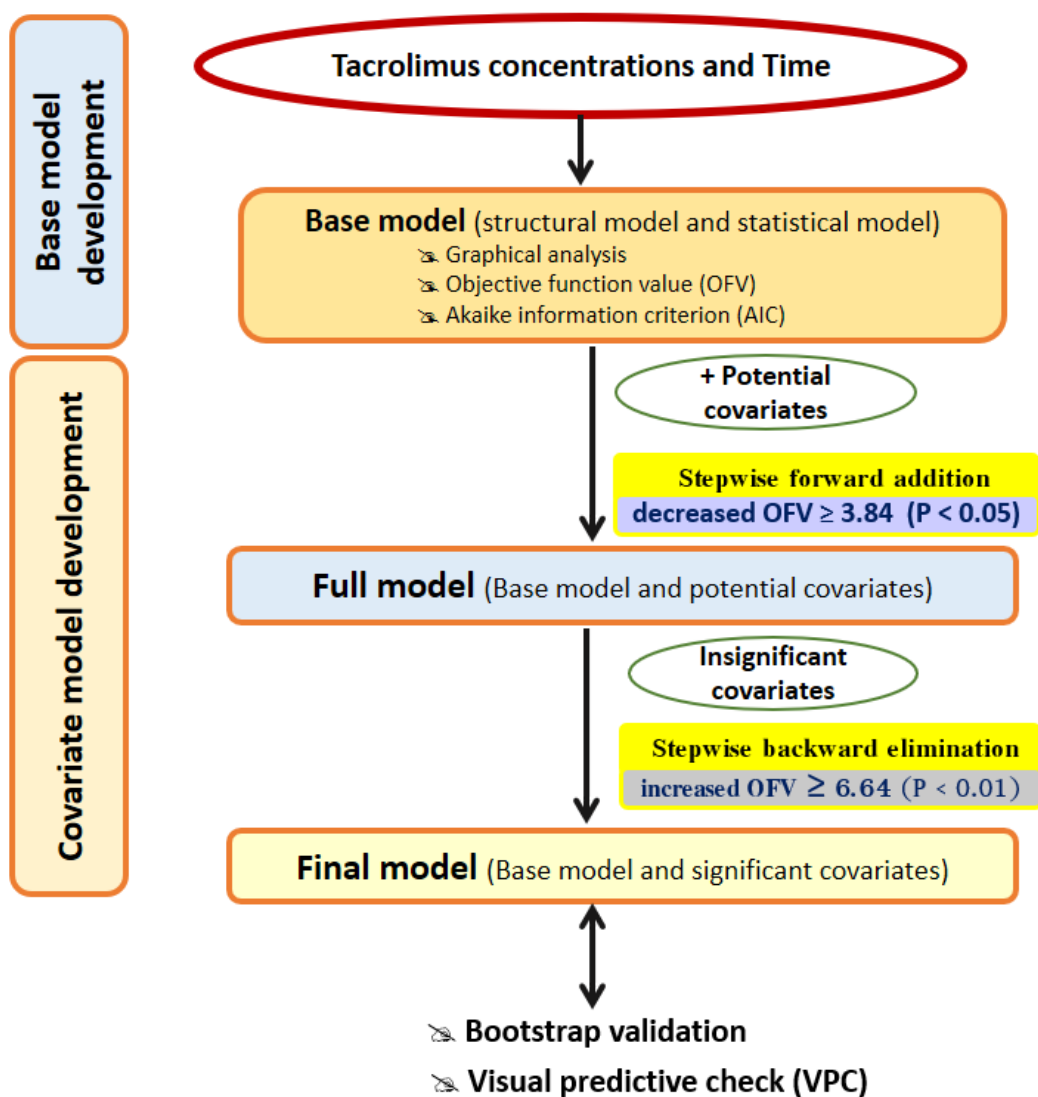 Base model
development
Tacrolimus concentrations and Time
Base model (structural model and statistical model)
Graphical analysis
Objective function value (OFV)
Akaike information criterion (AIC)
Covariate model development
+ Potential
covariates
Stepwise forward addition
decreased OFV ≥ 3.84 (P < 0.05)
Full model (Base model and potential covariates)
Insignificant
covariates
Stepwise backward elimination
increased OFV ≥ 6.64 (P < 0.01)
Final model (Base model and significant covariates)
Bootstrap validation
Visual predictive check (VPC)